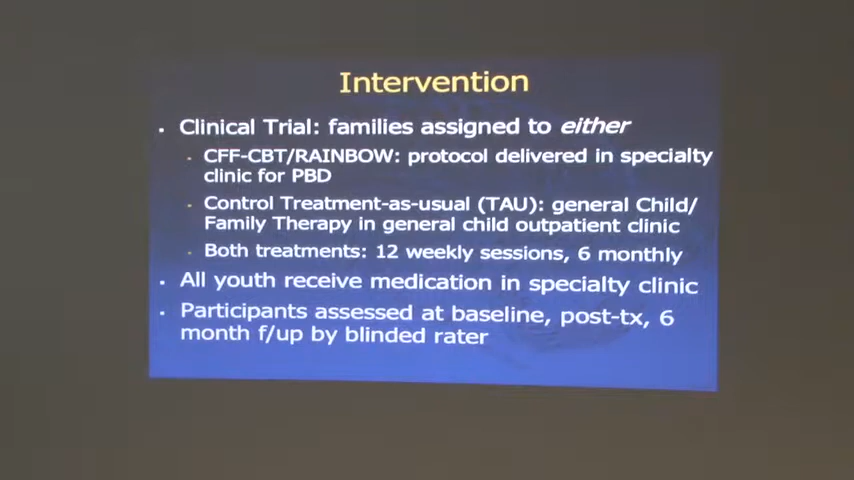 Intervention
Clinical Trial: families assigned to either
CFF-CBT/RAINBOW: protocol delivered in specialty
clinic for PBD
Control Treatment-as-usual (TAU): general Child/
Family Therapy in general child outpatient clinic
Both treatments: 12 weekly sessions, 6 monthly
All youth receive medication in specialty clinic
Participants assessed at baseline, post-tx, 6
month f/up by blinded rater